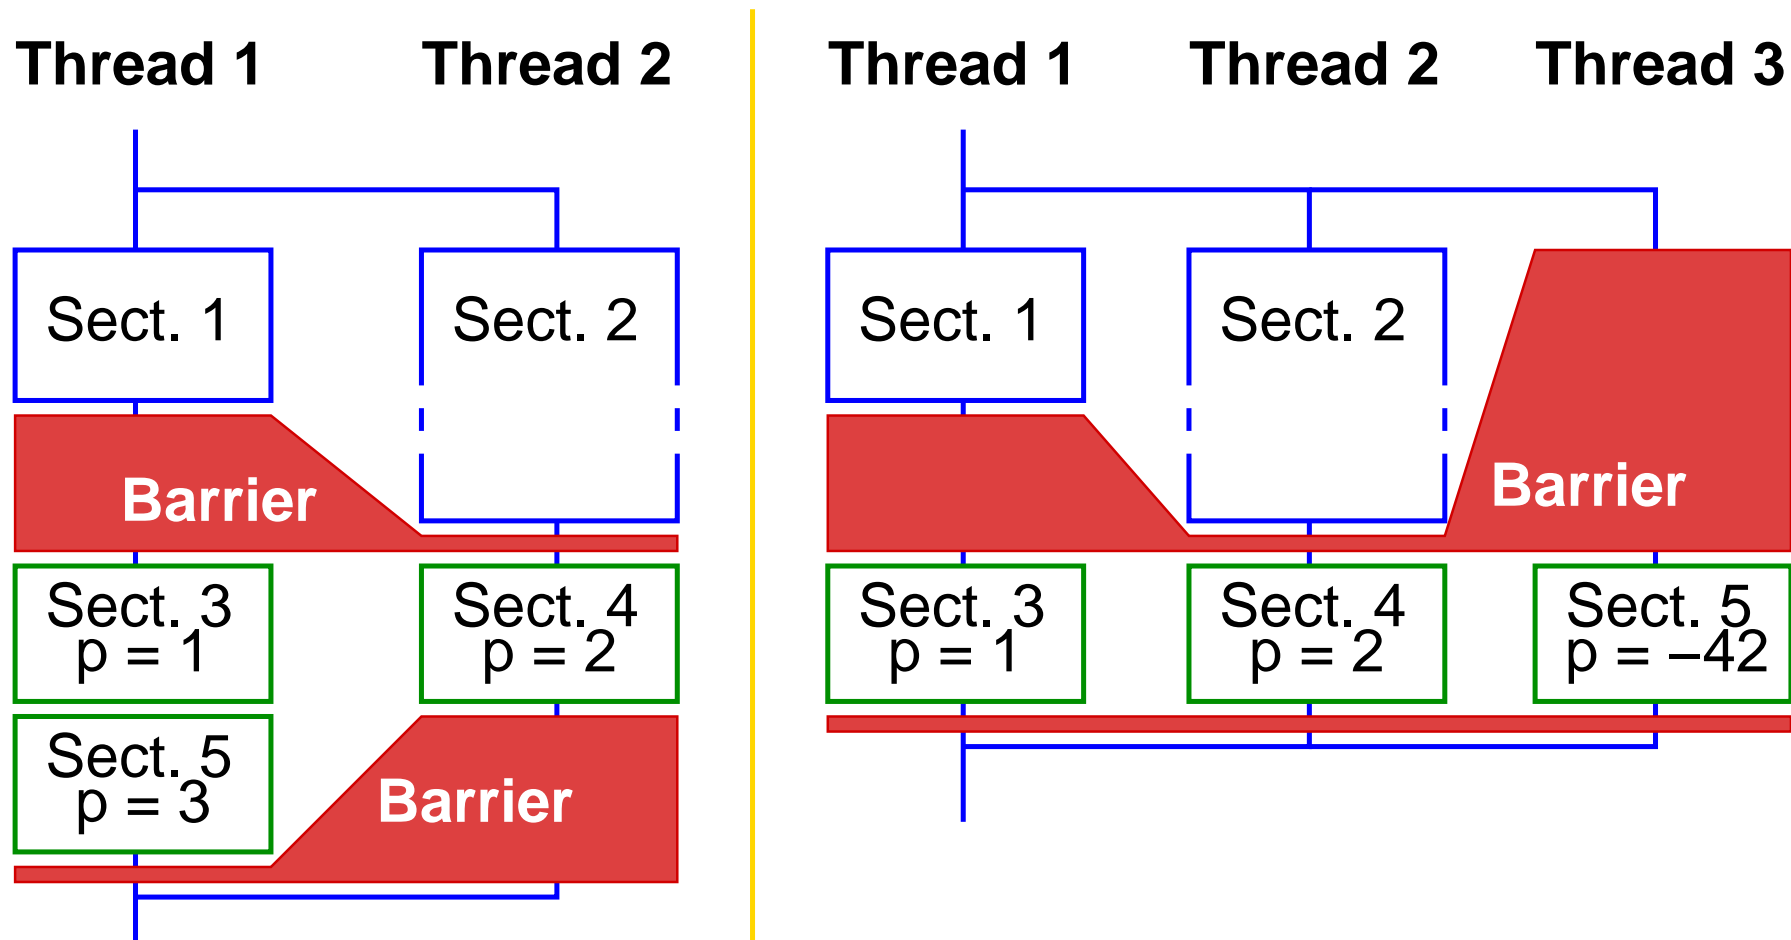 Thread 1
Thread 2
Sect. 1
Sect. 2
Barrier
Sect. 3
p = 1
Sect. 4
p = 2
Sect. 5
p = 3
Barrier
Thread 1
Thread 2
Thread 3
Sect. 1
Sect. 2
Barrier
Sect. 3
p = 1
Sect. 4
p = 2
Sect. 5
p = −42